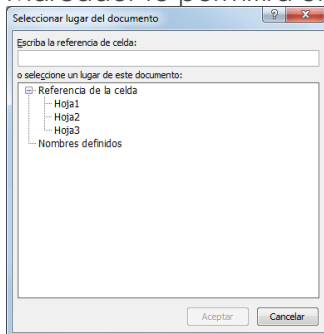 Seleccionar lugar del documento
Escriba la referencia de celda:
o seleccione un lugar de este documento:
Referencia de la celda
Hoja1
Hoja2
Hoja3
Nombres definidos
Aceptar
Cancelar